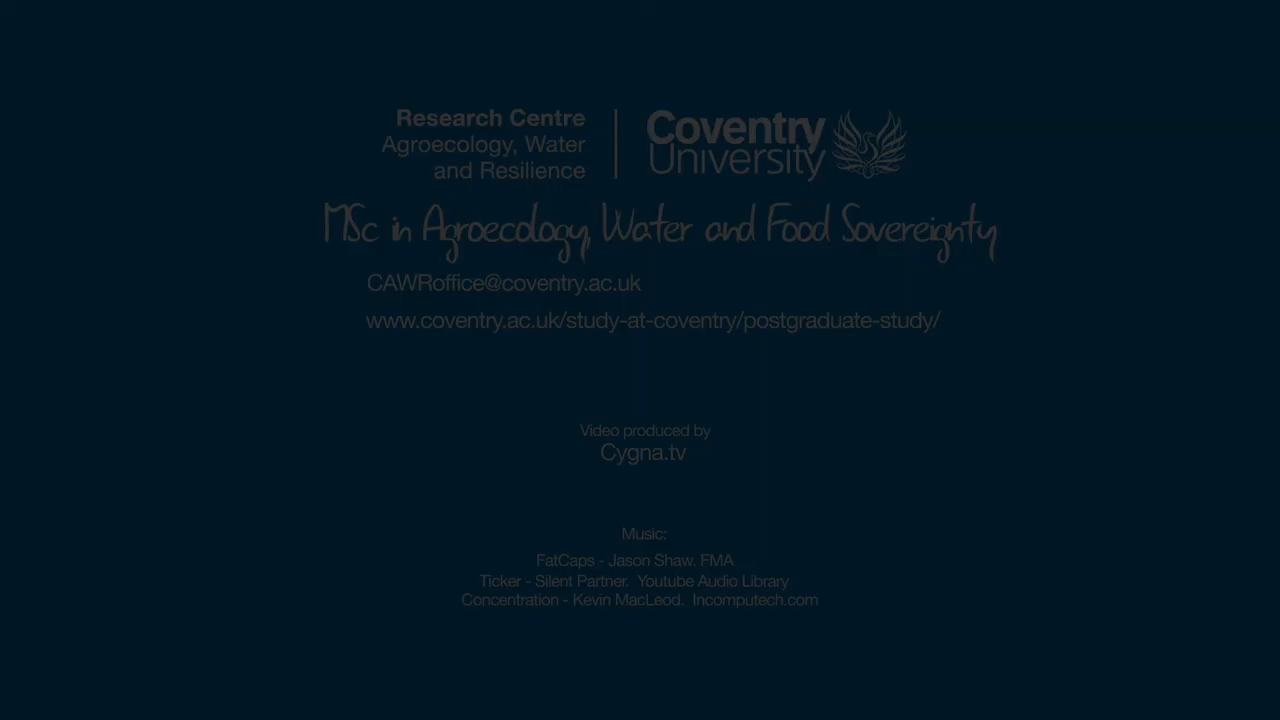 Research Centre
Agroecology, Water
and Resilience
Coventry
University
MSc in Agroecology, Water and Food Sovereignty
CAWRoffice@coventry.ac.uk
www.coventry.ac.uk/study-at-coventry/postgraduate-study/
Video produced by
Cygna.tv
Music:
FatCaps - Jason Shaw. FMA
Ticker - Silent Partner.  Youtube Audio Library
Concentration - Kevin MacLeod.  Incomputech.com